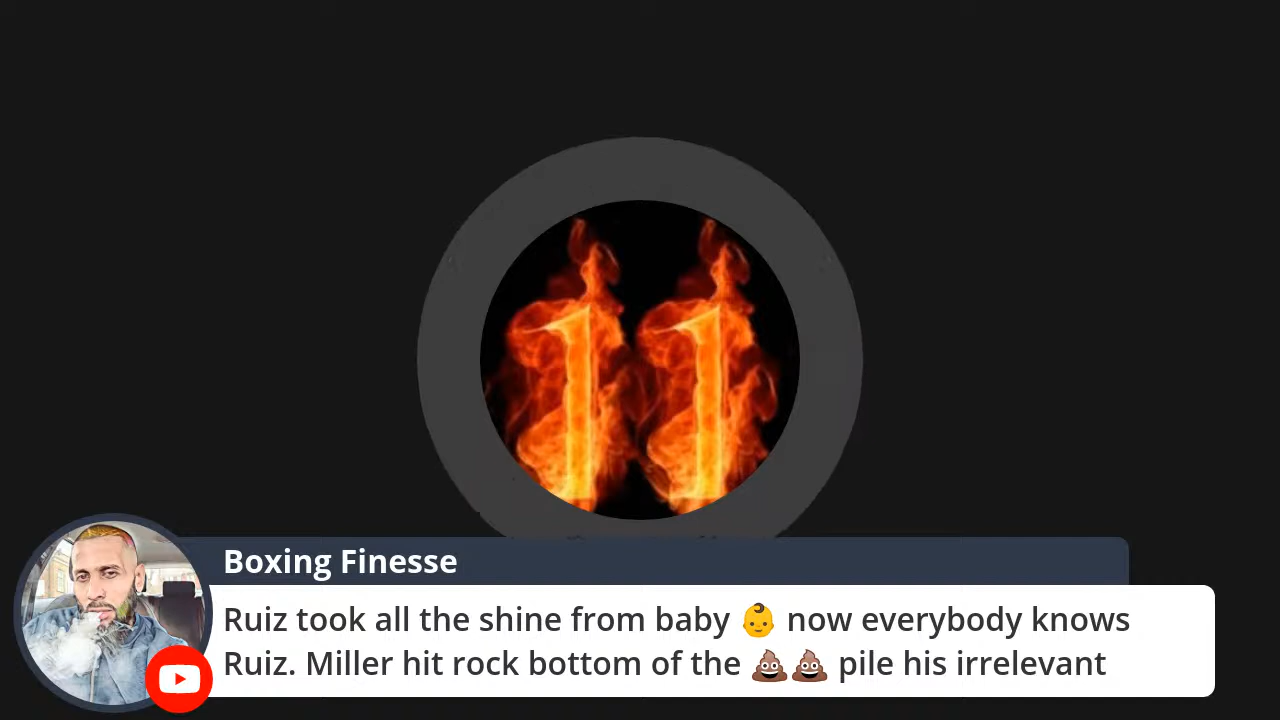 11
Boxing Finesse
Ruiz took all the shine from baby 👶 now everybody knows
Ruiz. Miller hit rock bottom of the 💩💩 pile his irrelevant